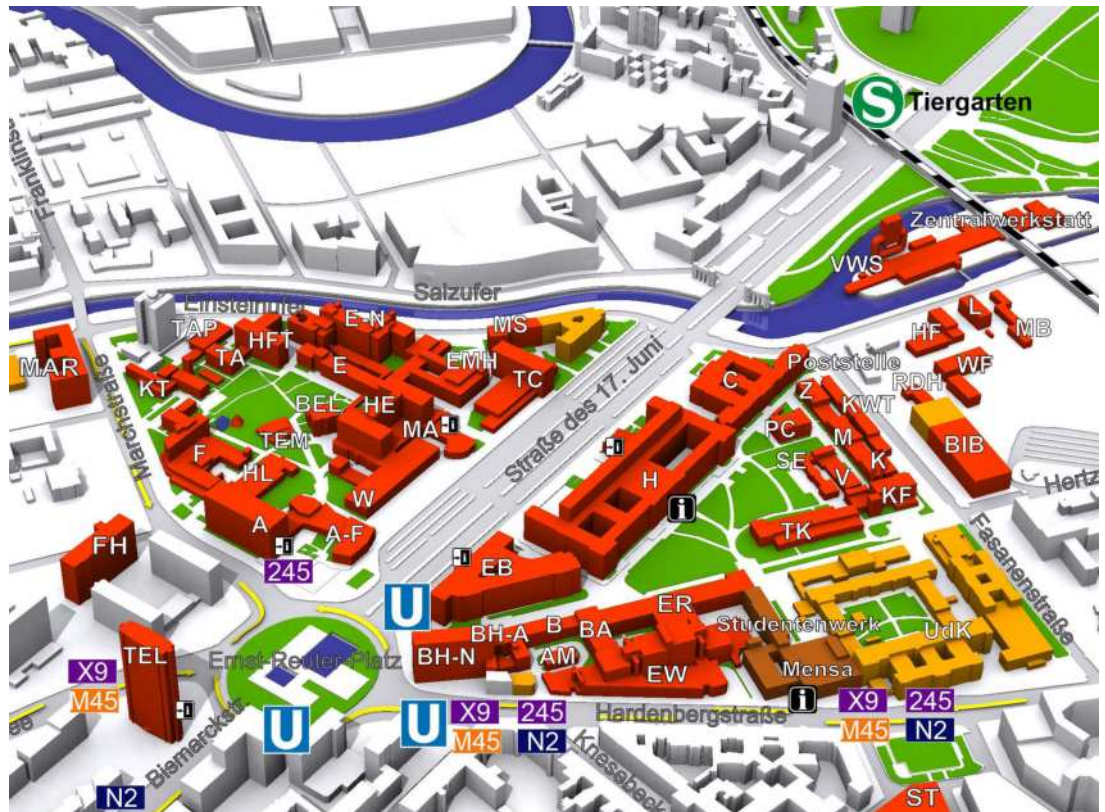 S Tiergarten
Franklinst
Zentralwerkstatt
VWS
Salzufer
Einsteinufer
TAP
HFT
E-N
MS
L
MB
HF
WF
RDH
MAR
KT
TA
E
EMH
TC
Straße des 17. Juni
C
Poststelle
Z
KWT
Marchstraße
BEL
HE
MA
TEM
PC
M
SE
V
K
KF
BIB
Hertz
F
HL
W
H
i
A
A-F
TK
FH
245
EB
Fasanenstraße
U
ER
B
BA
BH-A
BH-N
AM
EW
Studentenwerk
Mensa
UdK
TEL
Ernst-Reuter-Platz
X9
M45
Bismarckstr.
U
U
X9 245
M45 N2
Hardenbergstraße
i
X9 245
M45 N2
Knesebeck
ee
N2
ST